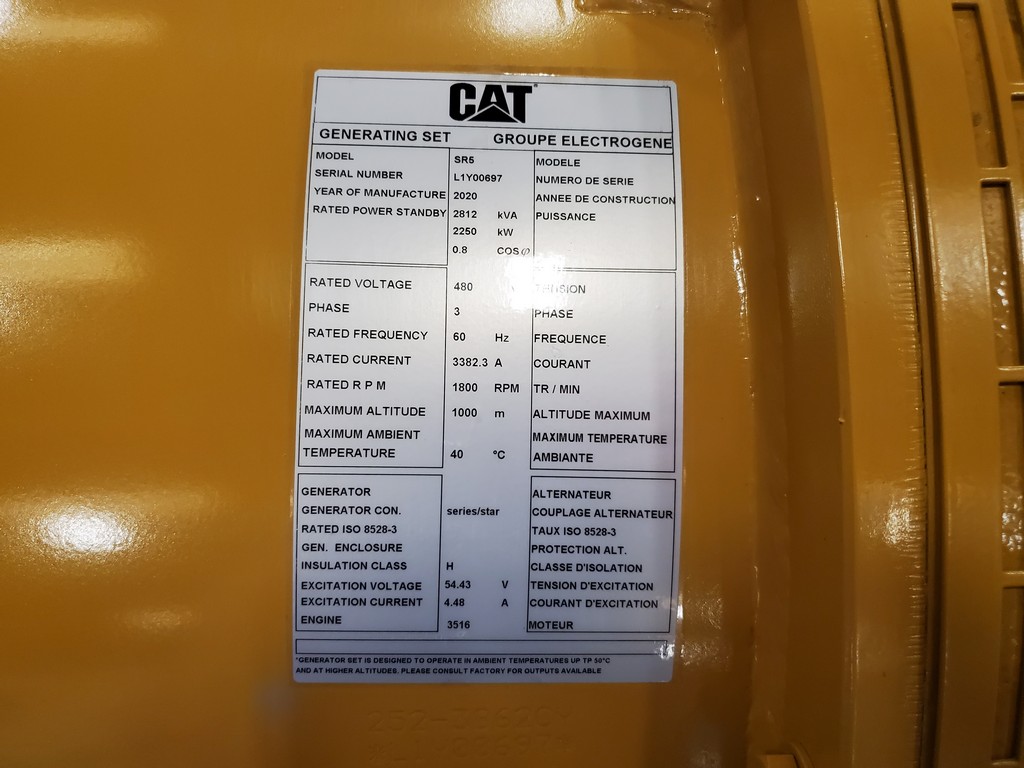 CAT
GENERATING SET GROUPE ELECTROGENE
MODEL SR5 MODELE
SERIAL NUMBER L1Y00697 NUMERO DE SERIE
YEAR OF MANUFACTURE 2020 ANNEE DE CONSTRUCTION
RATED POWER STANDBY 2812 kVA PUISSANCE
2250 kW
0.8 COSφ
RATED VOLTAGE 480 TENSION
PHASE 3 PHASE
RATED FREQUENCY 60 Hz FREQUENCE
RATED CURRENT 3382.3 A COURANT
RATED R P M 1800 RPM TR / MIN
MAXIMUM ALTITUDE 1000 m ALTITUDE MAXIMUM
MAXIMUM AMBIENT MAXIMUM TEMPERATURE
TEMPERATURE 40 °C AMBIANTE
GENERATOR ALTERNATEUR
GENERATOR CON. series/star COUPLAGE ALTERNATEUR
RATED ISO 8528-3 TAUX ISO 8528-3
GEN. ENCLOSURE PROTECTION ALT.
INSULATION CLASS H CLASSE D'ISOLATION
EXCITATION VOLTAGE 54.43 V TENSION D'EXCITATION
EXCITATION CURRENT 4.48 A COURANT D'EXCITATION
ENGINE 3516 MOTEUR
*GENERATOR SET IS DESIGNED TO OPERATE IN AMBIENT TEMPERATURES UP TP 50°C
AND AT HIGHER ALTITUDES. PLEASE CONSULT FACTORY FOR OUTPUTS AVAILABLE